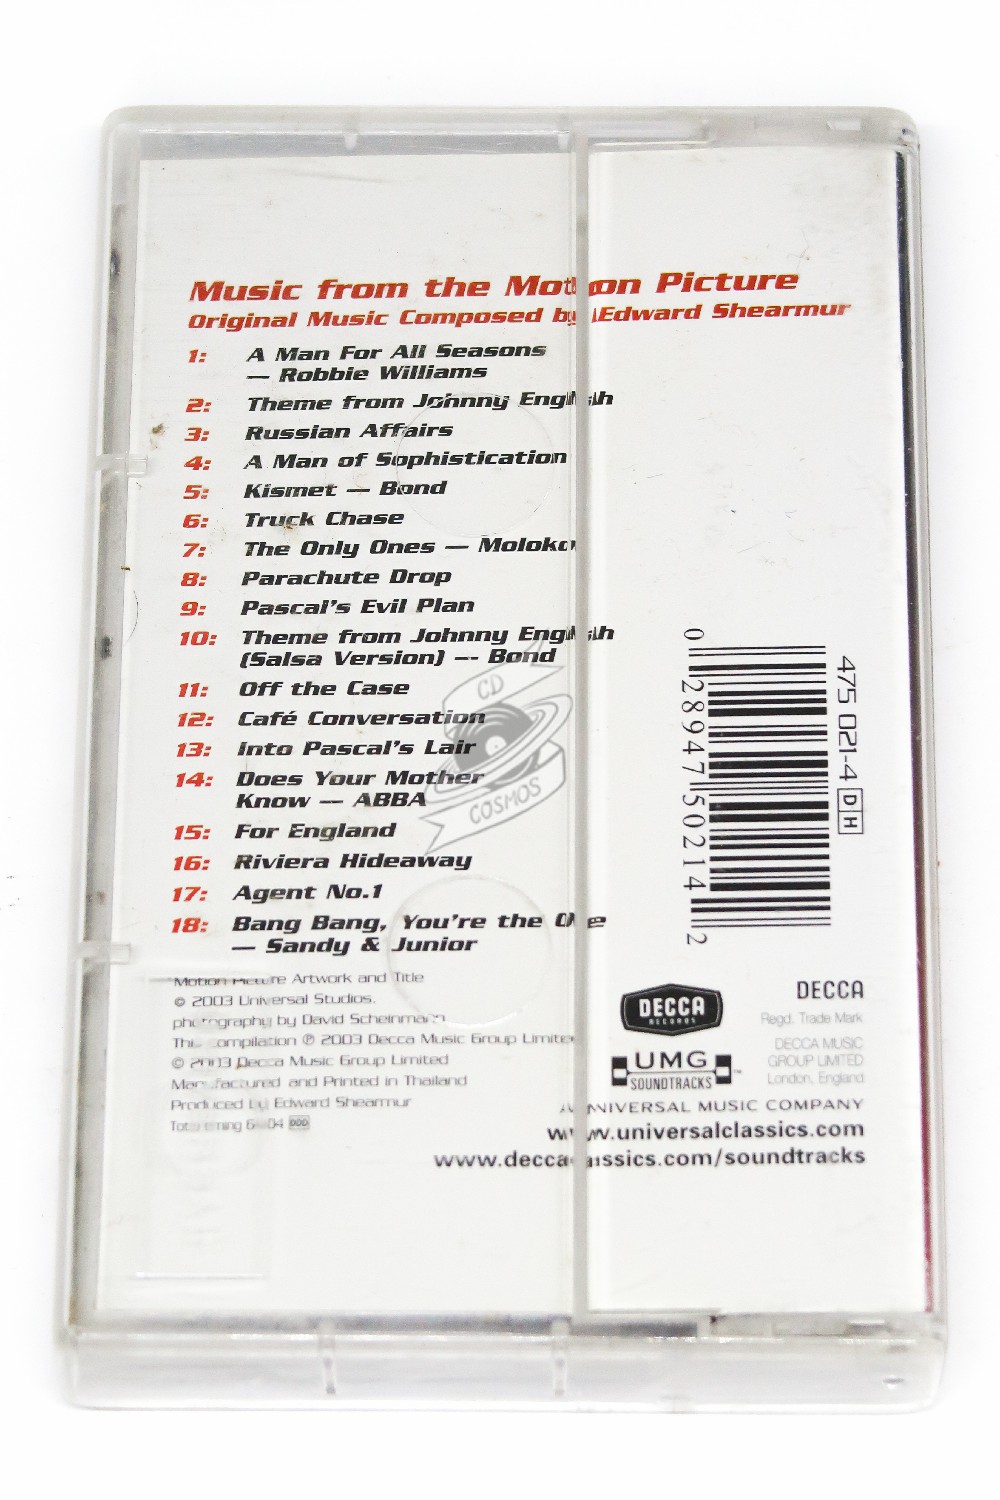 Music from the Motion Picture
Original Music Composed by Edward Shearmur
1: A Man For All Seasons
— Robbie Williams
2: Theme from Johnny English
3: Russian Affairs
4: A Man of Sophistication
5: Kismet — Bond
6: Truck Chase
7: The Only Ones — Moloko
8: Parachute Drop
9: Pascal's Evil Plan
10: Theme from Johnny English
(Salsa Version) — Bond
11: Off the Case
12: Café Conversation
13: Into Pascal's Lair
14: Does Your Mother
Know — ABBA
15: For England
16: Riviera Hideaway
17: Agent No.1
18: Bang Bang, You're the One
— Sandy & Junior
Motion Picture Artwork and Title
© 2003 Universal Studios.
photography by David Scheinmann
This compilation ℗ 2003 Decca Music Group Limited
© 2003 Decca Music Group Limited
Manufactured and Printed in Thailand
Produced by Edward Shearmur
DDD
475 021-4 DH
0 28947 50214 2
DECCA
RECORDS
UMG
SOUNDTRACKS™
DECCA
Regd. Trade Mark
DECCA MUSIC
GROUP LIMITED
London, England
A UNIVERSAL MUSIC COMPANY
www.universalclassics.com
www.deccaclassics.com/soundtracks
CD
COSMOS